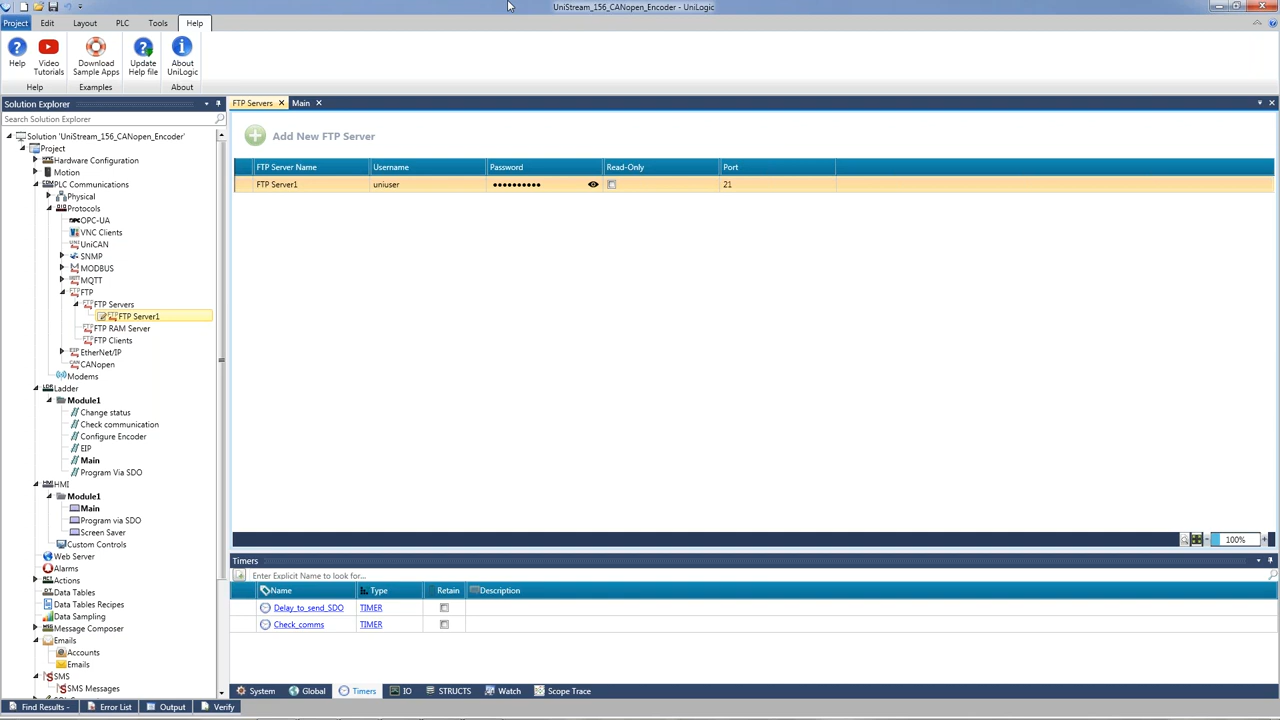 UniStream_156_CANopen_Encoder - UniLogic
Project Edit Layout PLC Tools Help
Help
Video Tutorials
Download Sample Apps
Update Help file
About UniLogic
Help Examples About
Solution Explorer
FTP Servers Main
Search Solution Explorer
Solution 'UniStream_156_CANopen_Encoder'
Project
Hardware Configuration
Motion
PLC Communications
Physical
Protocols
OPC-UA
VNC Clients
UniCAN
SNMP
MODBUS
MQTT
FTP
FTP Servers
FTP Server1
FTP RAM Server
FTP Clients
EtherNet/IP
CANopen
Modems
Ladder
Module1
Change status
Check communication
Configure Encoder
EIP
Main
Program Via SDO
HMI
Module1
Main
Program via SDO
Screen Saver
Custom Controls
Web Server
Alarms
Actions
Data Tables
Data Tables Recipes
Data Sampling
Message Composer
Emails
Accounts
Emails
SMS
SMS Messages
Add New FTP Server
FTP Server Name Username Password Read-Only Port
FTP Server1 uniuser •••••••••• 21
100%
Timers
Enter Explicit Name to look for...
Name Type Retain Description
Delay_to_send_SDO TIMER
Check_comms TIMER
System Global Timers IO STRUCTS Watch Scope Trace
Find Results - Error List Output Verify